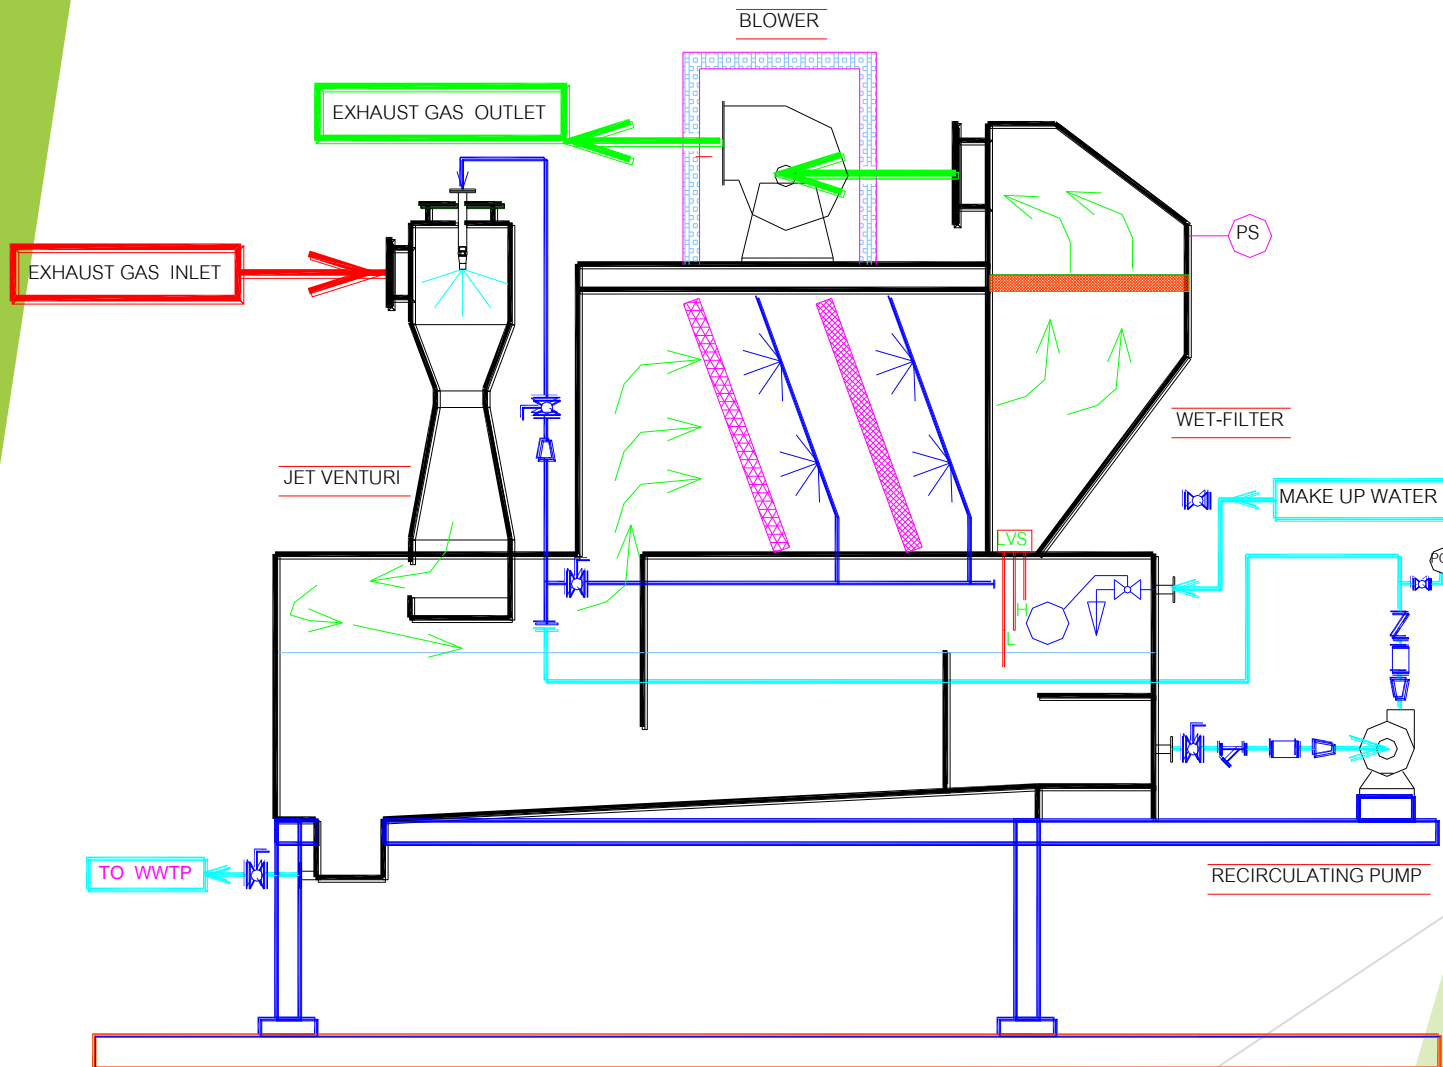 BLOWER
EXHAUST GAS OUTLET
PS
EXHAUST GAS INLET
WET-FILTER
JET VENTURI
MAKE UP WATER
LVS
H
L
TO WWTP
RECIRCULATING PUMP